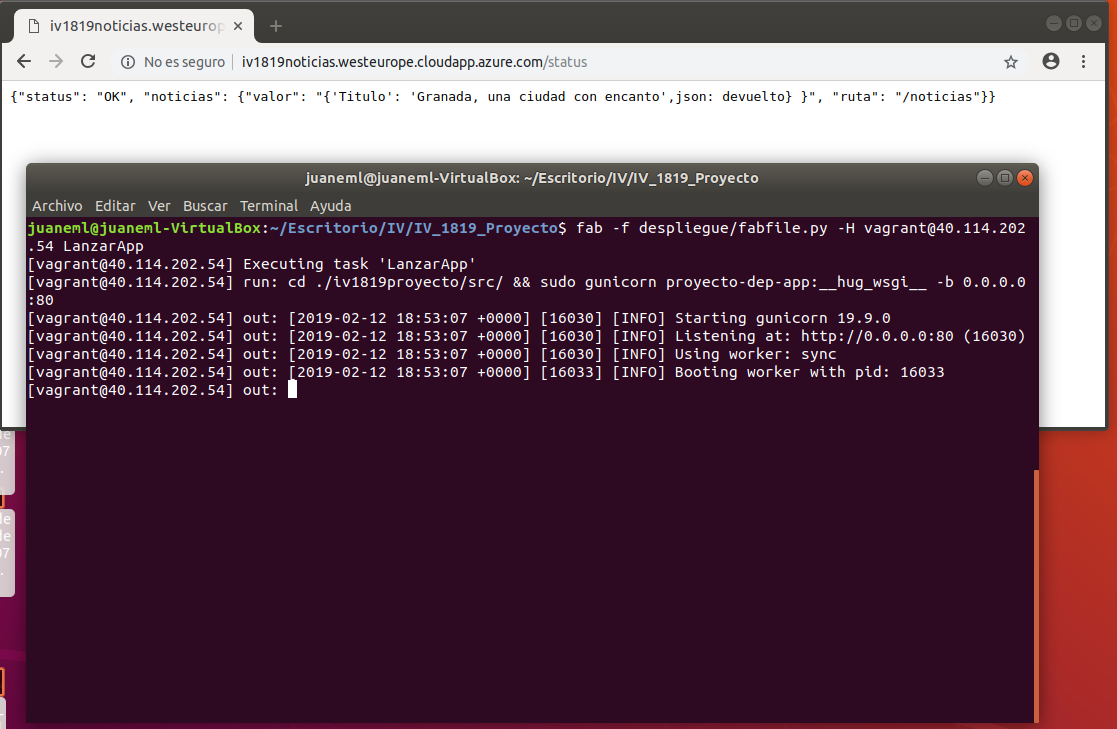 iv1819noticias.westeurop
No es seguro iv1819noticias.westeurope.cloudapp.azure.com/status
{"status": "OK", "noticias": {"valor": "{'Titulo': 'Granada, una ciudad con encanto',json: devuelto} }", "ruta": "/noticias"}}
juaneml@juaneml-VirtualBox: ~/Escritorio/IV/IV_1819_Proyecto
Archivo Editar Ver Buscar Terminal Ayuda
juaneml@juaneml-VirtualBox:~/Escritorio/IV/IV_1819_Proyecto$ fab -f despliegue/fabfile.py -H vagrant@40.114.202
.54 LanzarApp
[vagrant@40.114.202.54] Executing task 'LanzarApp'
[vagrant@40.114.202.54] run: cd ./iv1819proyecto/src/ && sudo gunicorn proyecto-dep-app:__hug_wsgi__ -b 0.0.0.0
:80
[vagrant@40.114.202.54] out: [2019-02-12 18:53:07 +0000] [16030] [INFO] Starting gunicorn 19.9.0
[vagrant@40.114.202.54] out: [2019-02-12 18:53:07 +0000] [16030] [INFO] Listening at: http://0.0.0.0:80 (16030)
[vagrant@40.114.202.54] out: [2019-02-12 18:53:07 +0000] [16030] [INFO] Using worker: sync
[vagrant@40.114.202.54] out: [2019-02-12 18:53:07 +0000] [16033] [INFO] Booting worker with pid: 16033
[vagrant@40.114.202.54] out: